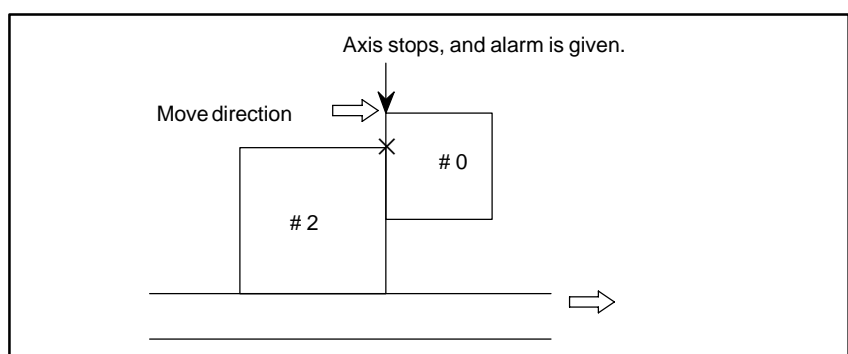 Axis stops, and alarm is given.
Move direction
# 0
# 2